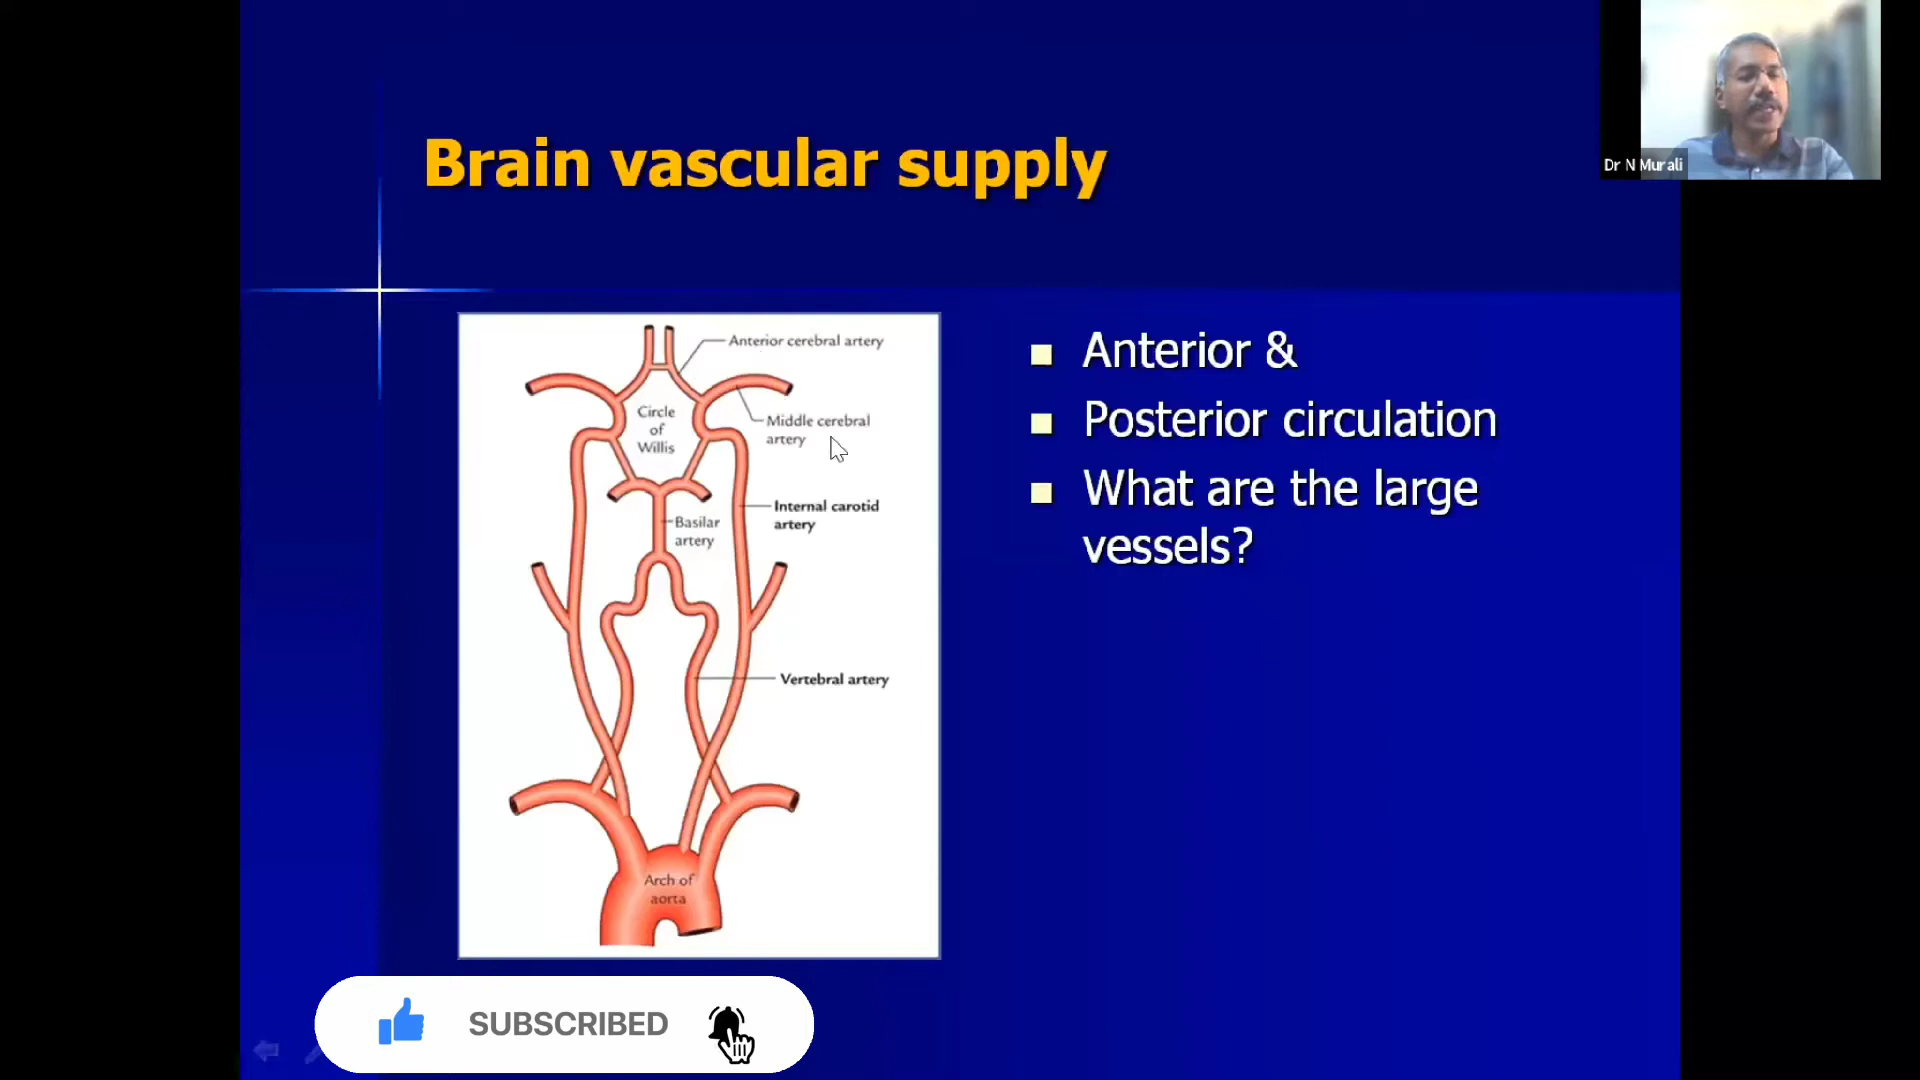 Dr N Murali
Brain vascular supply
Anterior cerebral artery
Circle
of
Willis
Middle cerebral
artery
Internal carotid
artery
Basilar
artery
Vertebral artery
Arch of
aorta
Anterior &
Posterior circulation
What are the large
vessels?
SUBSCRIBED